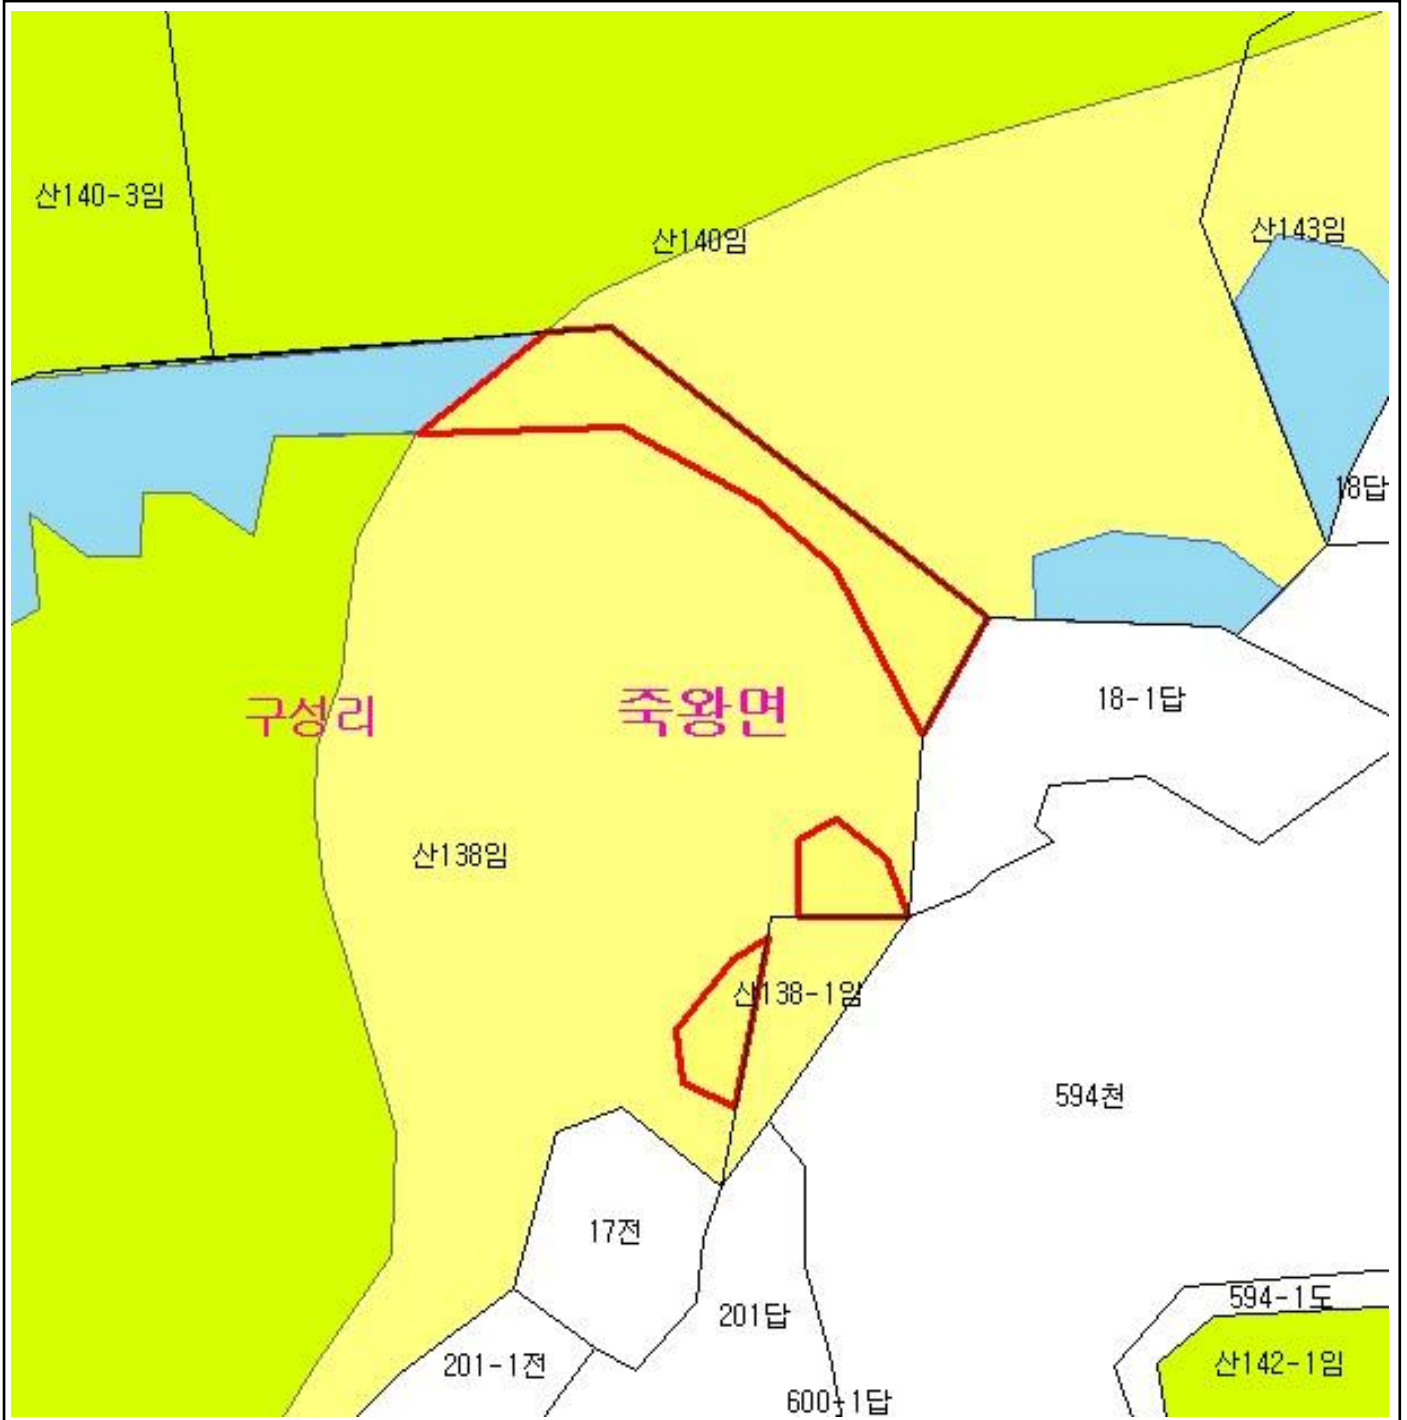 산140-3임
산140임
산143임
18답
구성리
죽왕면
18-1답
산138임
산138-1임
594천
17전
594-1도
201답
201-1전
산142-1임
600-1답